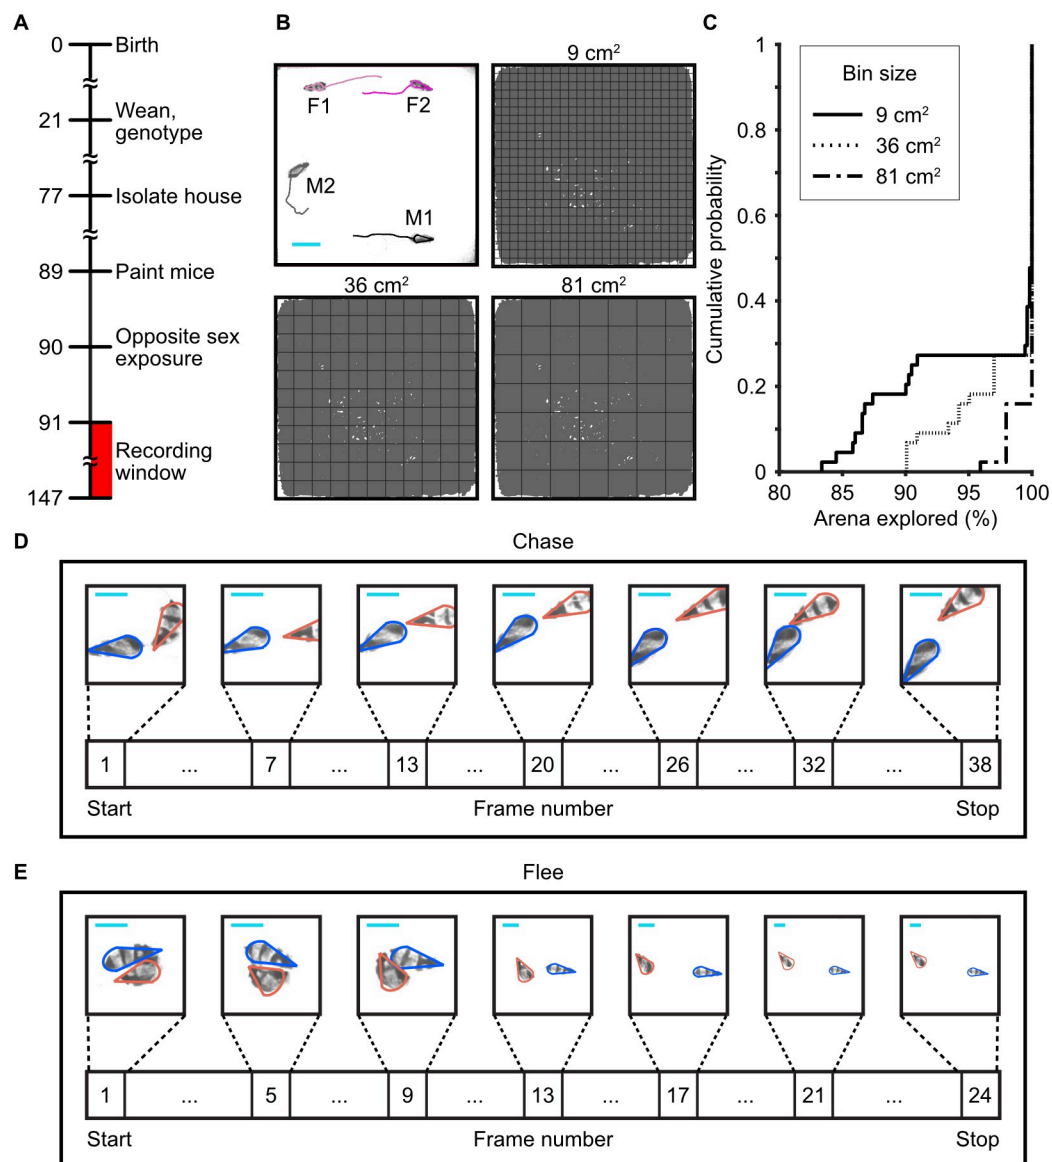 A
0
Birth
21
Wean,
genotype
77
Isolate house
89
Paint mice
90
Opposite sex
exposure
91
Recording
window
147
B
F1
F2
M2
M1
9 cm²
36 cm²
81 cm²
C
Cumulative probability
1
0.8
0.6
0.4
0.2
0
80
85
90
95
100
Arena explored (%)
Bin size
9 cm²
36 cm²
81 cm²
D
Chase
1 ... 7 ... 13 ... 20 ... 26 ... 32 ... 38
Start Frame number Stop
E
Flee
1 ... 5 ... 9 ... 13 ... 17 ... 21 ... 24
Start Frame number Stop